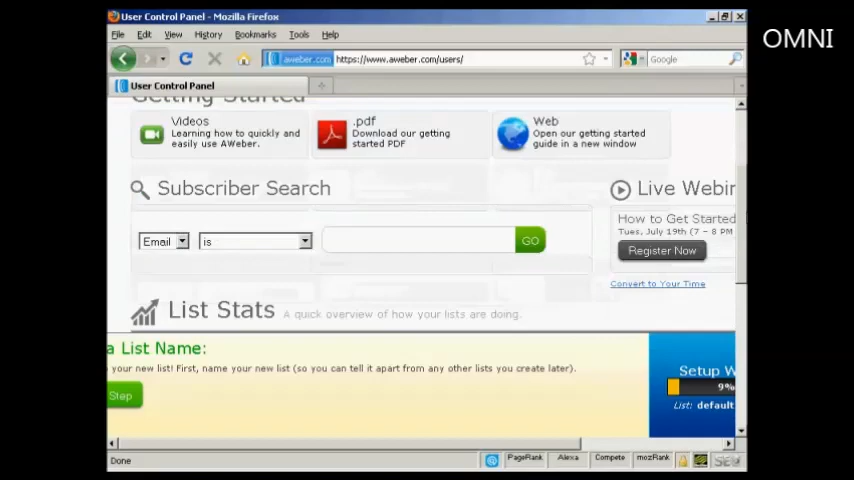 User Control Panel - Mozilla Firefox
OMNI
File Edit View History Bookmarks Tools Help
aweber.com https://www.aweber.com/users/
Google
User Control Panel
Getting Started
Videos
Learning how to quickly and
easily use AWeber.
.pdf
Download our getting
started PDF
Web
Open our getting started
guide in a new window
Subscriber Search
Email
is
GO
Live Webin
How to Get Started
Tues, July 19th (7 - 8 PM
Register Now
Convert to Your Time
List Stats A quick overview of how your lists are doing.
a List Name:
your new list! First, name your new list (so you can tell it apart from any other lists you create later).
Step
Setup W
9%
List: default
Done
PageRank
Alexa
Compete
mozRank